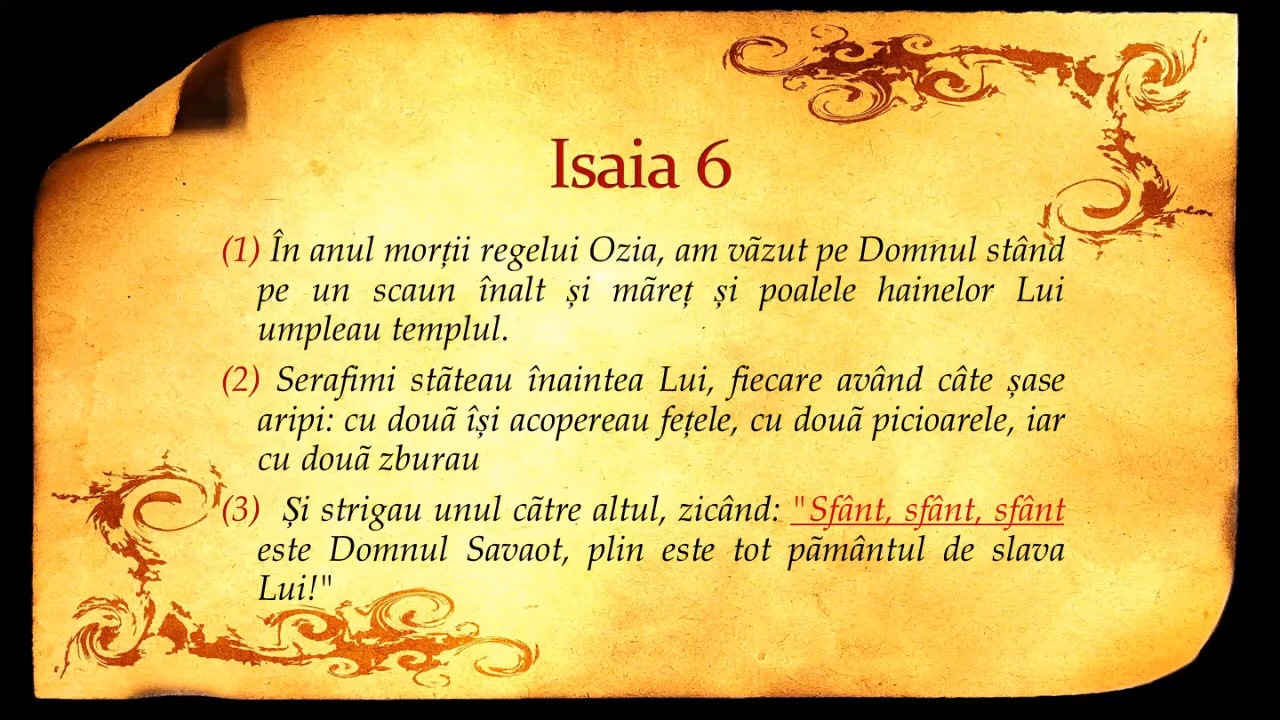 Isaia 6
(1) În anul morții regelui Ozia, am vãzut pe Domnul stând
pe un scaun înalt și mãreț și poalele hainelor Lui
umpleau templul.
(2) Serafimi stãteau înaintea Lui, fiecare având câte șase
aripi: cu douã își acopereau fețele, cu douã picioarele, iar
cu douã zburau
(3) Și strigau unul cãtre altul, zicând: "Sfânt, sfânt, sfânt
este Domnul Savaot, plin este tot pãmântul de slava
Lui!"